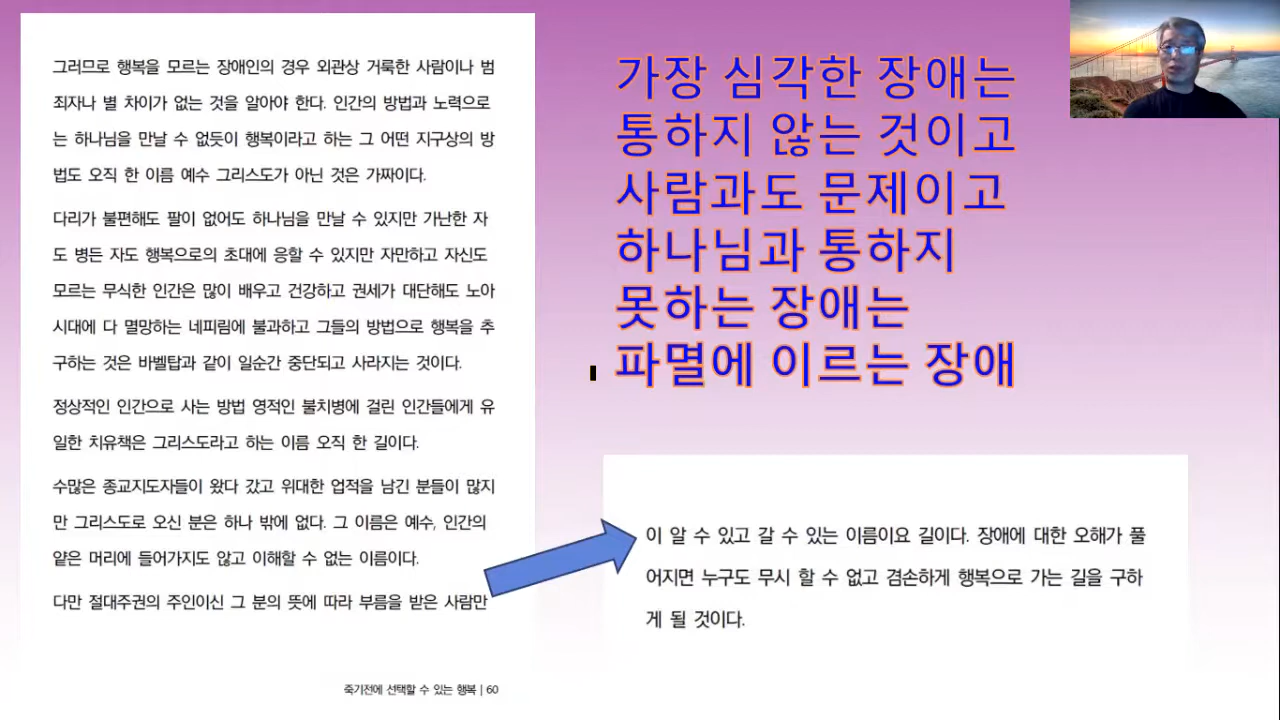 그러므로 행복을 모르는 장애인의 경우 외관상 거룩한 사람이나 범
죄자나 별 차이가 없는 것을 알아야 한다. 인간의 방법과 노력으로
는 하나님을 만날 수 없듯이 행복이라고 하는 그 어떤 지구상의 방
법도 오직 한 이름 예수 그리스도가 아닌 것은 가짜이다.
다리가 불편해도 팔이 없어도 하나님을 만날 수 있지만 가난한 자
도 병든 자도 행복으로의 초대에 응할 수 있지만 자만하고 자신도
모르는 무식한 인간은 많이 배우고 건강하고 권세가 대단해도 노아
시대에 다 멸망하는 네피림에 불과하고 그들의 방법으로 행복을 추
구하는 것은 바벨탑과 같이 일순간 중단되고 사라지는 것이다.
정상적인 인간으로 사는 방법 영적인 불치병에 걸린 인간들에게 유
일한 치유책은 그리스도라고 하는 이름 오직 한 길이다.
수많은 종교지도자들이 왔다 갔고 위대한 업적을 남긴 분들이 많지
만 그리스도로 오신 분은 하나 밖에 없다. 그 이름은 예수, 인간의
얕은 머리에 들어가지도 않고 이해할 수 없는 이름이다.
다만 절대주권의 주인이신 그 분의 뜻에 따라 부름을 받은 사람만
죽기전에 선택할 수 있는 행복 | 60
가장 심각한 장애는
통하지 않는 것이고
사람과도 문제이고
하나님과 통하지
못하는 장애는
파멸에 이르는 장애
이 알 수 있고 갈 수 있는 이름이요 길이다. 장애에 대한 오해가 풀
어지면 누구도 무시 할 수 없고 겸손하게 행복으로 가는 길을 구하
게 될 것이다.